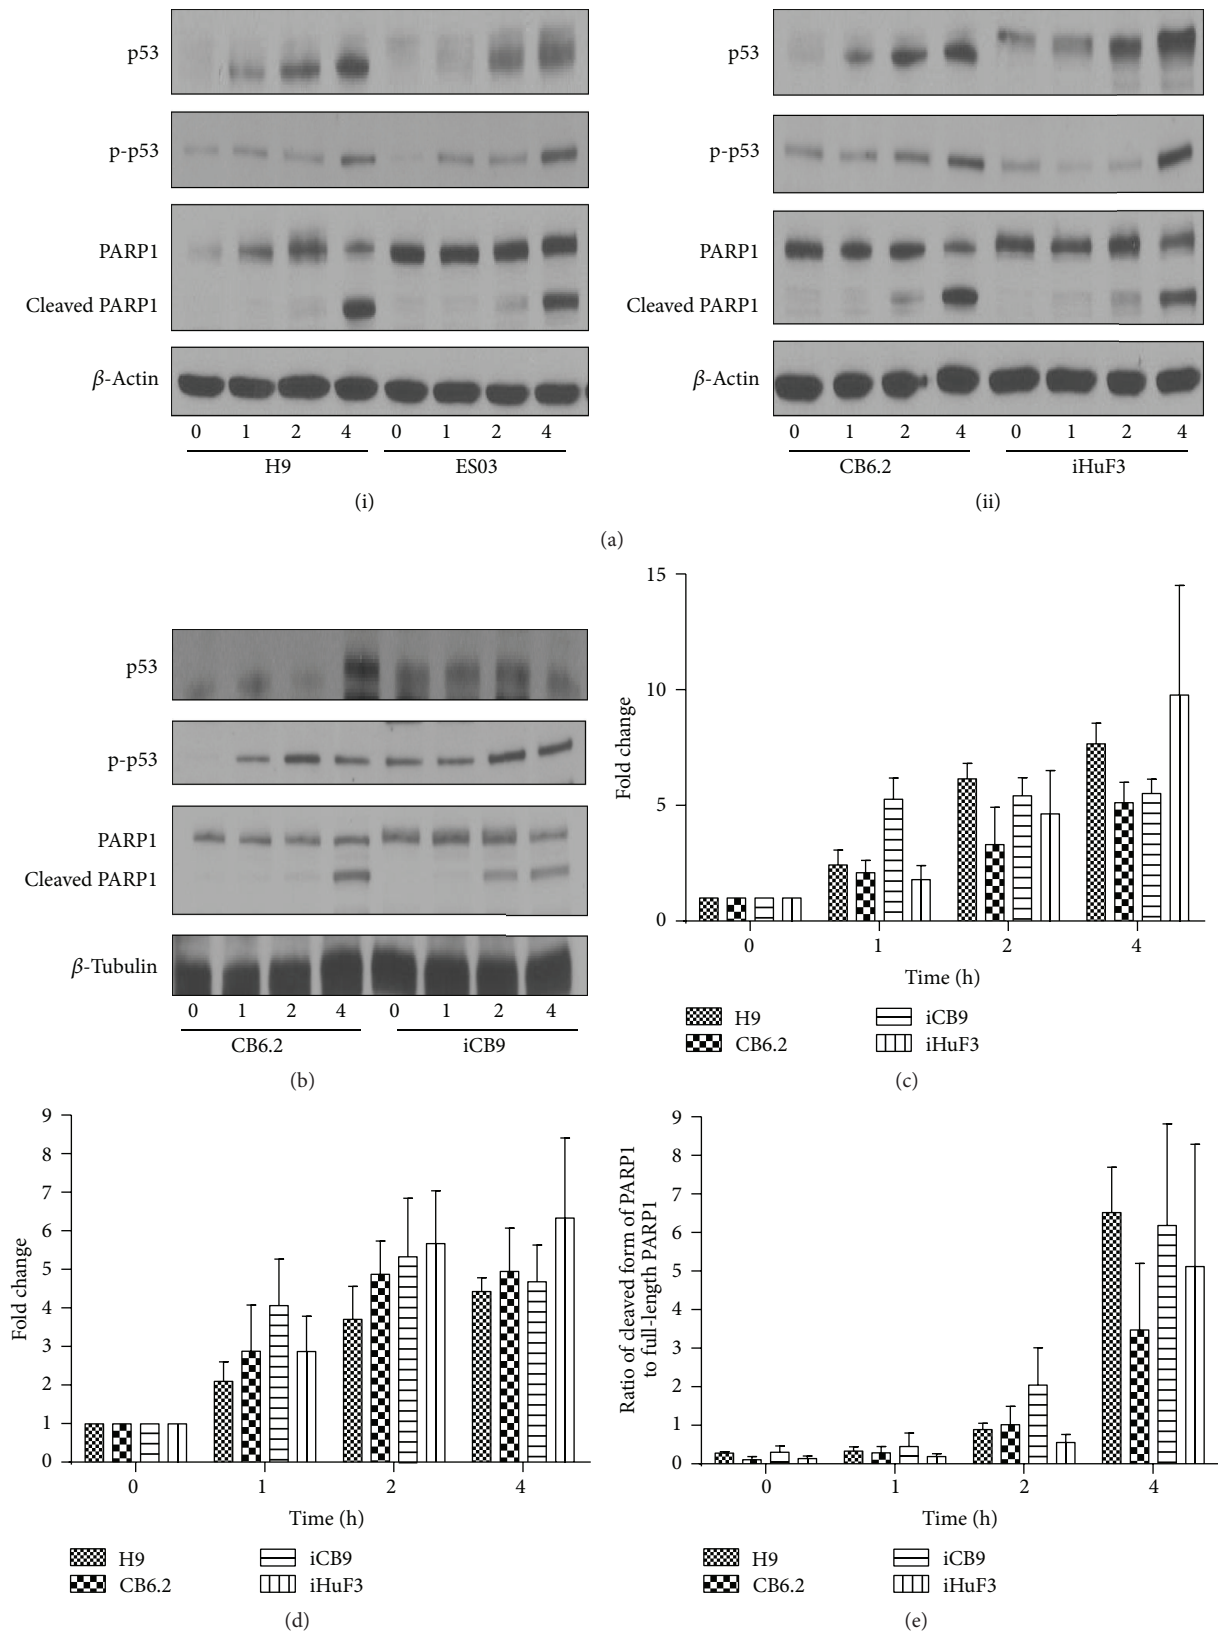 p53
p-p53
PARP1
Cleaved PARP1
β-Actin
0 1 2 4 0 1 2 4
H9 ES03
(i)
p53
p-p53
PARP1
Cleaved PARP1
β-Actin
0 1 2 4 0 1 2 4
CB6.2 iHuF3
(ii)
(a)
p53
p-p53
PARP1
Cleaved PARP1
β-Tubulin
0 1 2 4 0 1 2 4
CB6.2 iCB9
(b)
15
10
5
0
Fold change
0 1 2 4
Time (h)
H9 iCB9
CB6.2 iHuF3
(c)
9
8
7
6
5
4
3
2
1
0
Fold change
0 1 2 4
Time (h)
H9 iCB9
CB6.2 iHuF3
(d)
9
8
7
6
5
4
3
2
1
0
Ratio of cleaved form of PARP1
to full-length PARP1
0 1 2 4
Time (h)
H9 iCB9
CB6.2 iHuF3
(e)